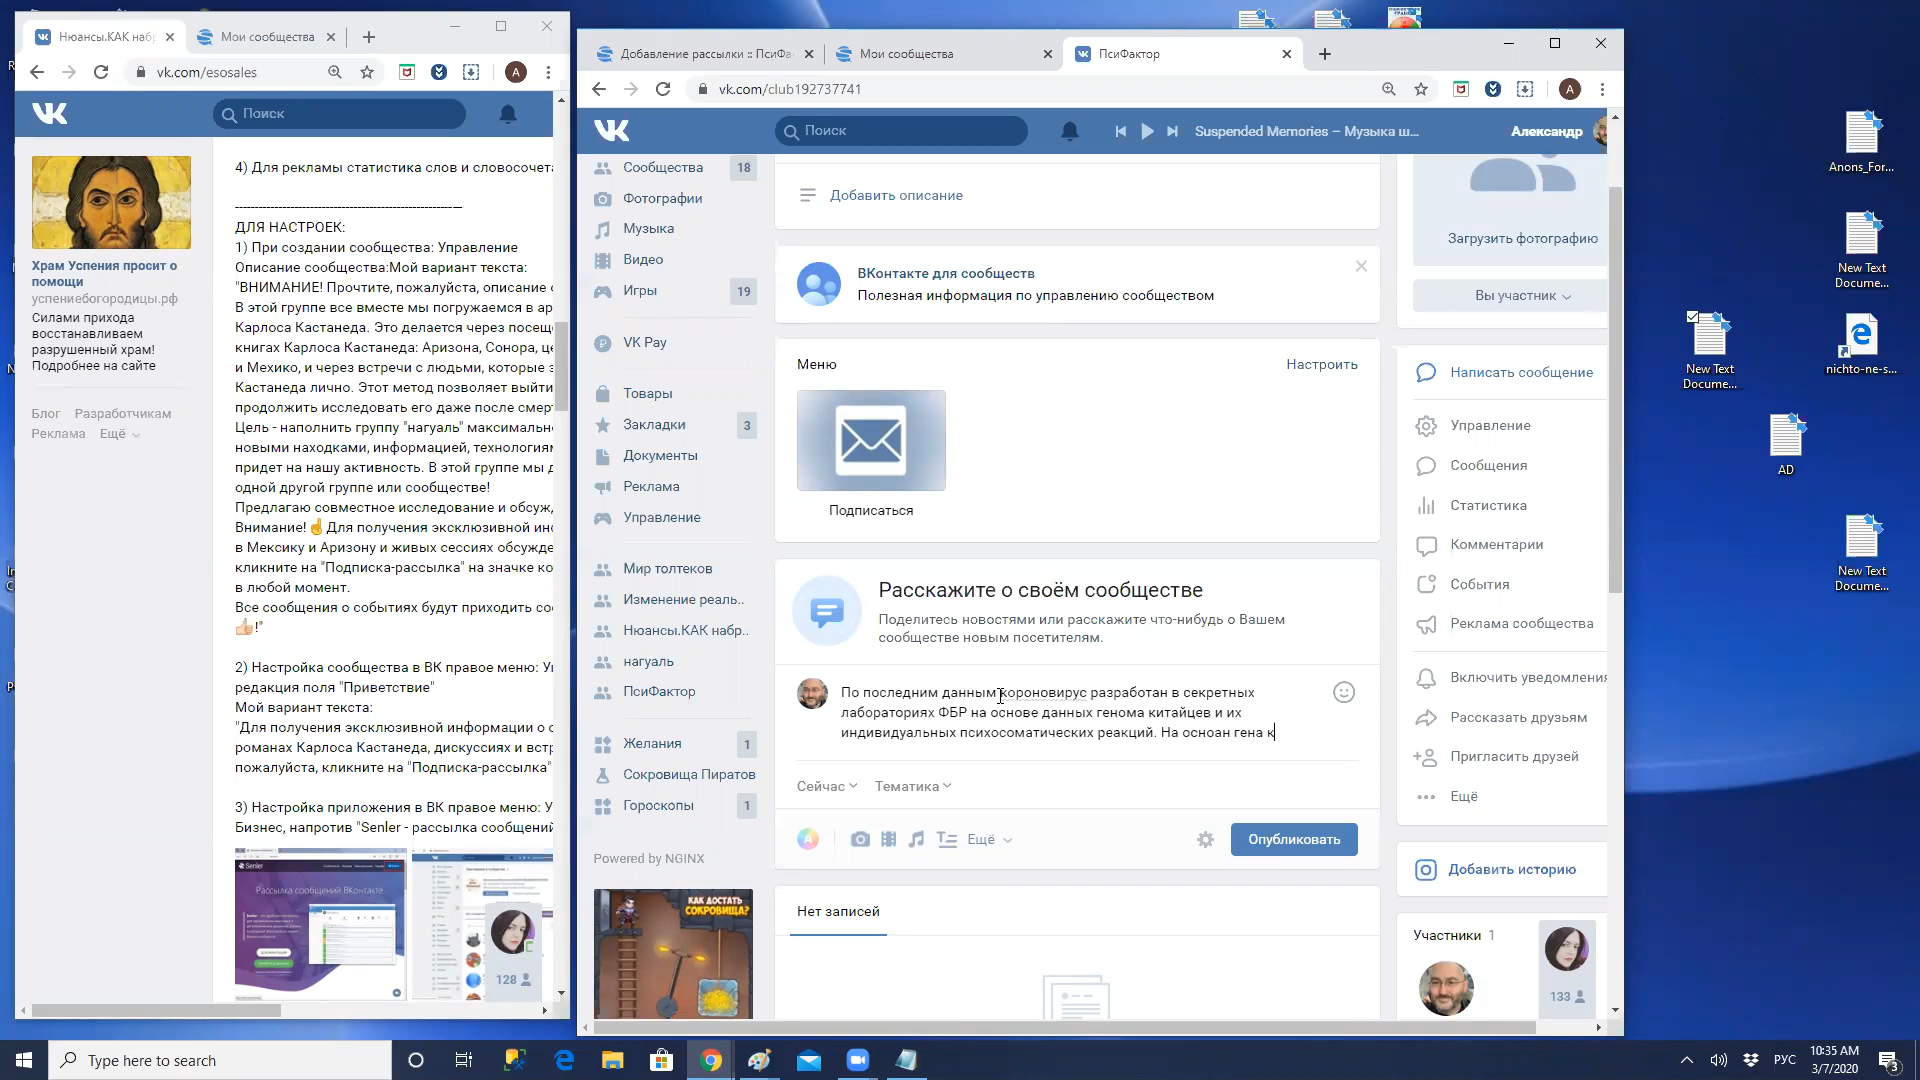 Нюансы.КАК наб
Мои сообщества
vk.com/esosales
A
Поиск
Храм Успения просит о
помощи
успениебогородицы.рф
Силами прихода
восстанавливаем
разрушенный храм!
Подробнее на сайте
Блог Разработчикам
Реклама Ещё
4) Для рекламы статистика слов и словосочета
ДЛЯ НАСТРОЕК:
1) При создании сообщества: Управление
Описание сообщества:Мой вариант текста:
"ВНИМАНИЕ! Прочтите, пожалуйста, описание
В этой группе все вместе мы погружаемся в ар
Карлоса Кастанеда. Это делается через посещ
книгах Карлоса Кастанеда: Аризона, Сонора, це
и Мехико, и через встречи с людьми, которые
Кастанеда лично. Этот метод позволяет выйти
продолжить исследовать его даже после смер
Цель - наполнить группу "нагуаль" максимальн
новыми находками, информацией, технология
придет на нашу активность. В этой группе мы д
одной другой группе или сообществе!
Предлагаю совместное исследование и обсуж
Внимание!☝Для получения эксклюзивной ин
в Мексику и Аризону и живых сессиях обсужде
кликните на "Подписка-рассылка" на значке ко
в любой момент.
Все сообщения о событиях будут приходить со
👍!"
2) Настройка сообщества в ВК правое меню: У
редакция поля "Приветствие"
Мой вариант текста:
"Для получения эксклюзивной информации о с
романах Карлоса Кастанеда, дискуссиях и встр
пожалуйста, кликните на "Подписка-рассылка"
3) Настройка приложения в ВК правое меню: У
Бизнес, напротив "Senler - рассылка сообщений
Senler
Рассылка сообщений
ВКонтакте
128
Добавление рассылки :: ПсиФа
Мои сообщества
ПсиФактор
vk.com/club192737741
A
Поиск
Suspended Memories – Музыка ш...
Александр
Сообщества 18
Фотографии
Музыка
Видео
Игры 19
VK Pay
Товары
Закладки 3
Документы
Реклама
Управление
Мир толтеков
Изменение реаль..
Нюансы.КАК набр..
нагуаль
ПсиФактор
Желания 1
Сокровища Пиратов
Гороскопы 1
Powered by NGINX
КАК ДОСТАТЬ
СОКРОВИЩА?
Добавить описание
ВКонтакте для сообществ
Полезная информация по управлению сообществом
Меню
Настроить
Подписаться
Расскажите о своём сообществе
Поделитесь новостями или расскажите что-нибудь о Вашем
сообществе новым посетителям.
По последним данным короновирус разработан в секретных
лабораториях ФБР на основе данных генома китайцев и их
индивидуальных психосоматических реакций. На осноан гена к
Сейчас Тематика
Ещё
Опубликовать
Нет записей
Загрузить фотографию
Вы участник
Написать сообщение
Управление
Сообщения
Статистика
Комментарии
События
Реклама сообщества
Включить уведомления
Рассказать друзьям
Пригласить друзей
Ещё
Добавить историю
Участники 1
133
Anons_For...
New Text
Docume...
New Text
Docume...
nichto-ne-s...
AD
New Text
Docume...
Type here to search
РУС
10:35 AM
3/7/2020
3